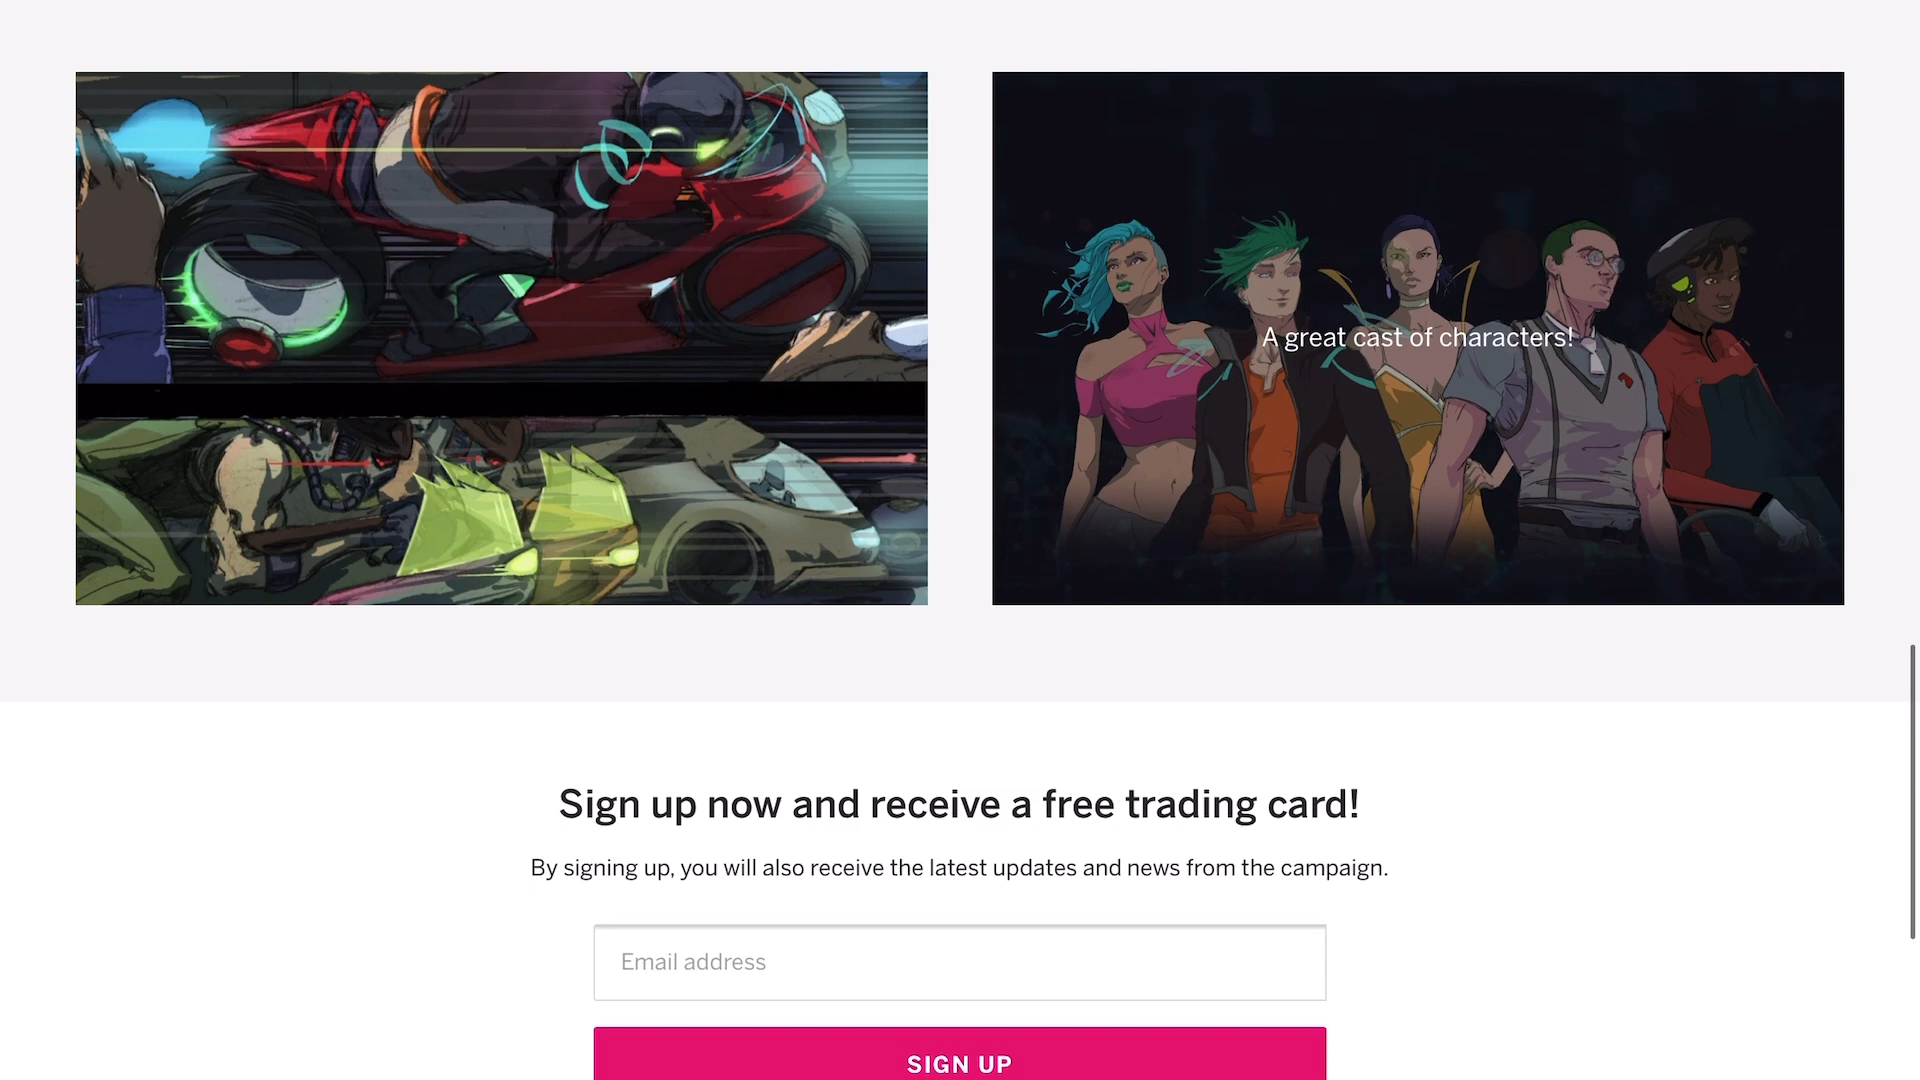 A great cast of characters!
Sign up now and receive a free trading card!
By signing up, you will also receive the latest updates and news from the campaign.
Email address
SIGN UP